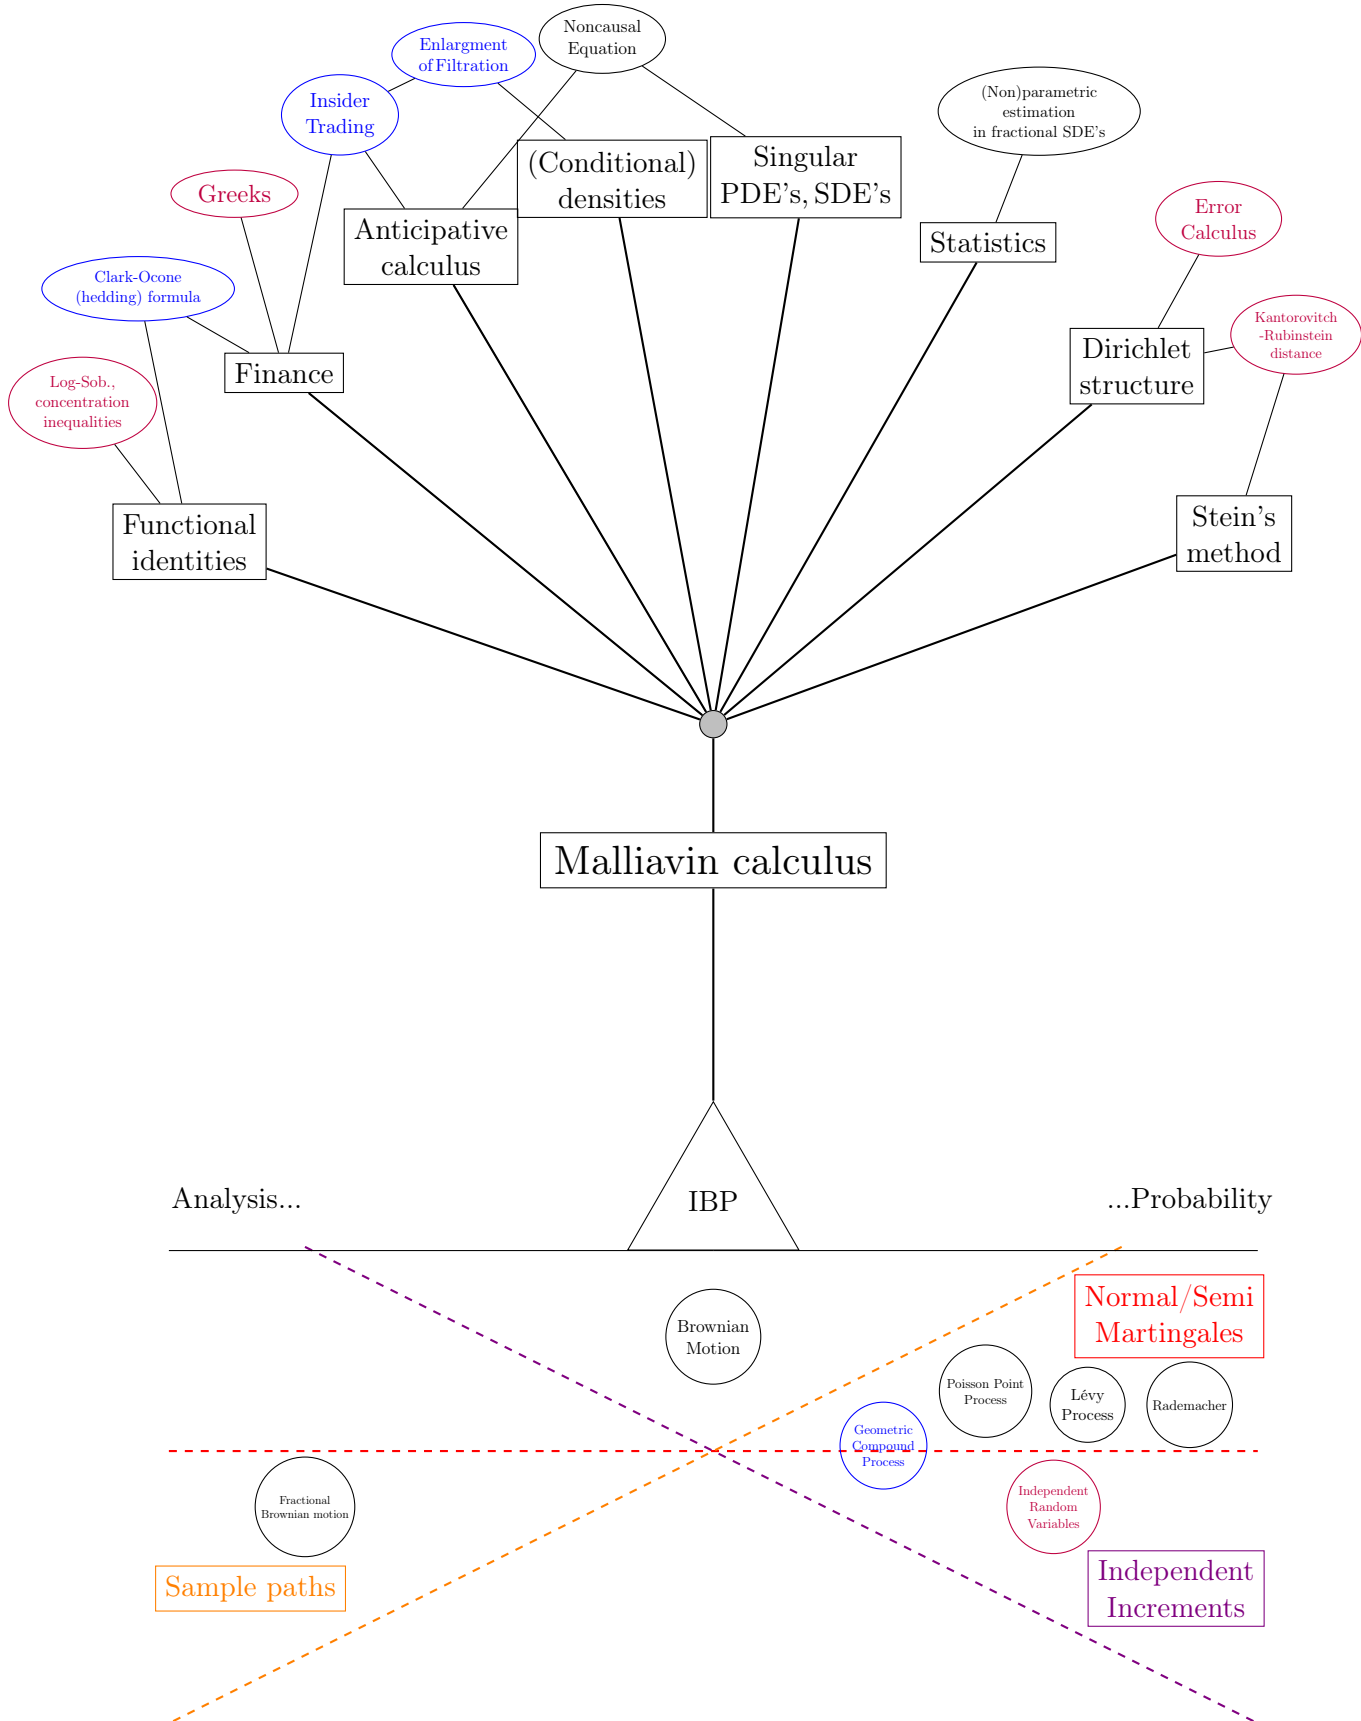 Noncausal
Equation
Enlargment
of Filtration
Insider
Trading
(Non)parametric
estimation
in fractional SDE's
(Conditional)
densities
Singular
PDE's, SDE's
Greeks
Anticipative
calculus
Statistics
Error
Calculus
Clark-Ocone
(hedding) formula
Kantorovitch
-Rubinstein
distance
Finance
Dirichlet
structure
Log-Sob.,
concentration
inequalities
Functional
identities
Stein's
method
Malliavin calculus
Analysis...
IBP
...Probability
Normal/Semi
Martingales
Brownian
Motion
Poisson Point
Process
Lévy
Process
Rademacher
Geometric
Compound
Process
Fractional
Brownian motion
Independent
Random
Variables
Sample paths
Independent
Increments